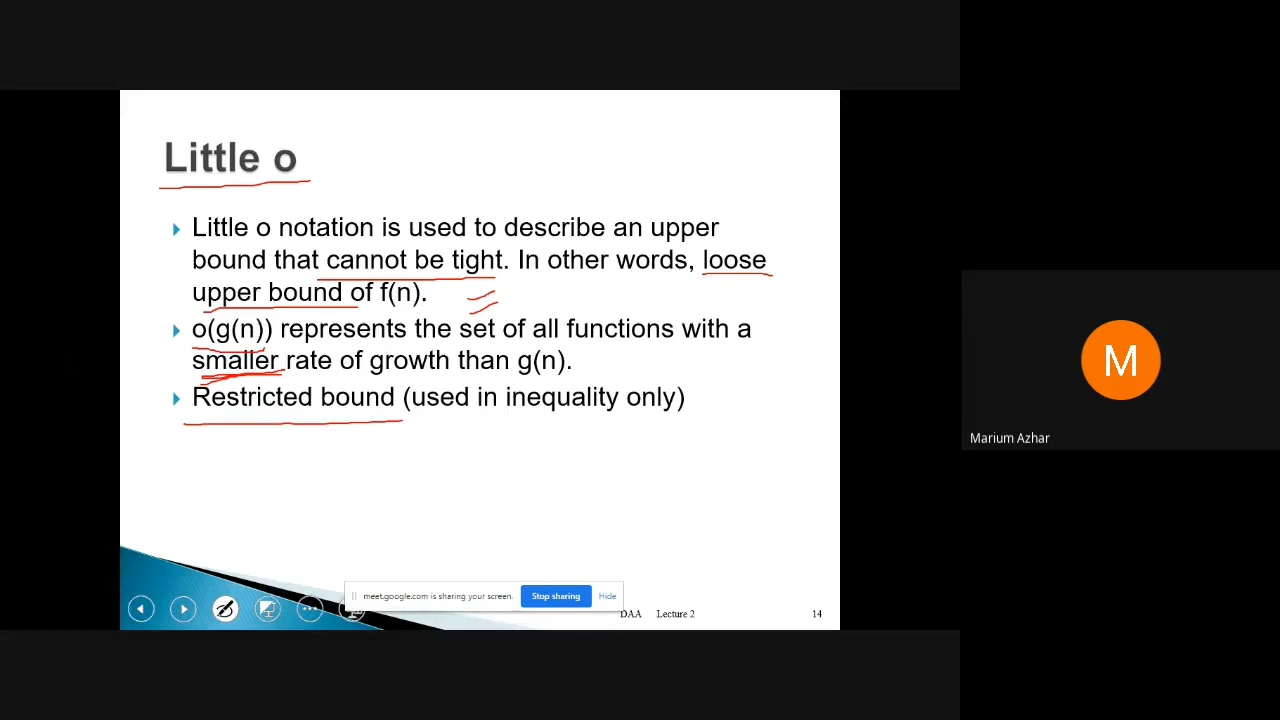 Little o
Little o notation is used to describe an upper
bound that cannot be tight. In other words, loose
upper bound of f(n).
o(g(n)) represents the set of all functions with a
smaller rate of growth than g(n).
Restricted bound (used in inequality only)
meet.google.com is sharing your screen.
Stop sharing
Hide
DAA Lecture 2
14
M
Marium Azhar